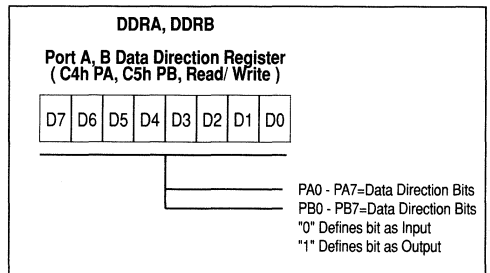 DDRA, DDRB
Port A, B Data Direction Register
( C4h PA, C5h PB, Read/ Write )
D7 D6 D5 D4 D3 D2 D1 D0
PA0 - PA7=Data Direction Bits
PB0 - PB7=Data Direction Bits
"0" Defines bit as Input
"1" Defines bit as Output